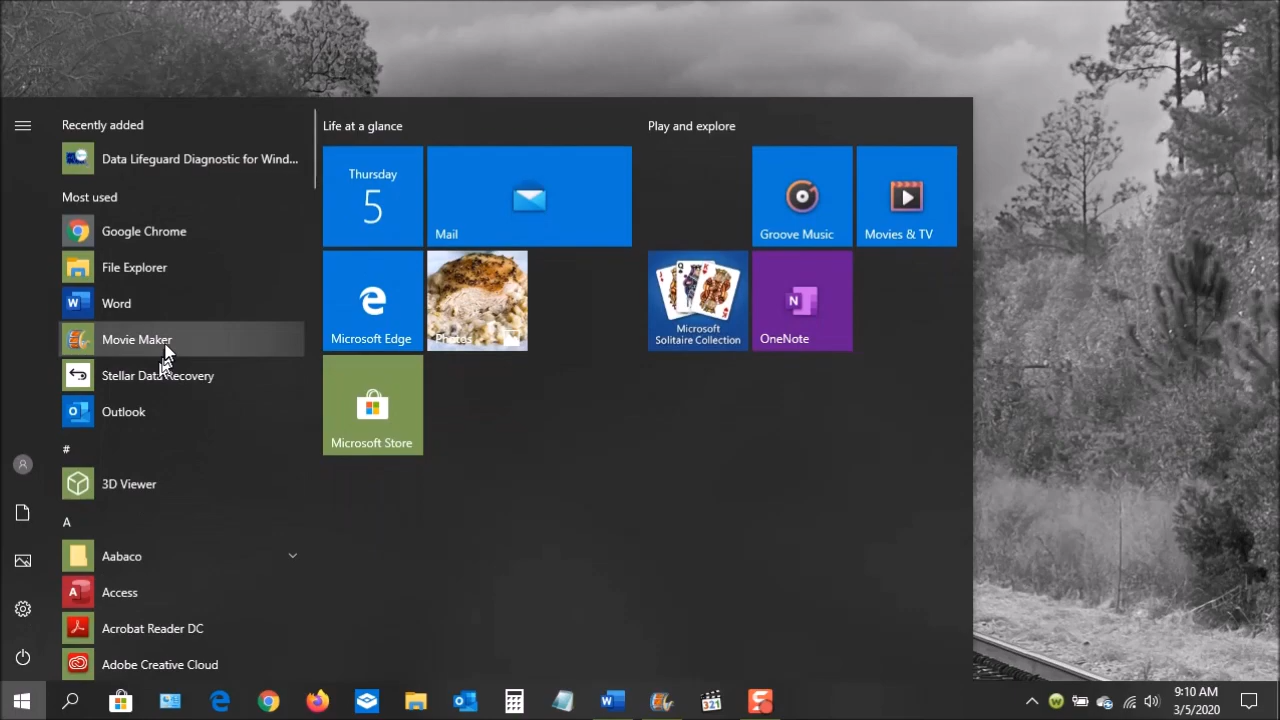 Recently added
Data Lifeguard Diagnostic for Wind...
Most used
Google Chrome
File Explorer
Word
Movie Maker
Stellar Data Recovery
Outlook
#
3D Viewer
A
Aabaco
Access
Acrobat Reader DC
Adobe Creative Cloud
Life at a glance
Thursday
5
Mail
Microsoft Edge
Photos
Microsoft Store
Play and explore
Groove Music
Movies & TV
Microsoft
Solitaire Collection
OneNote
321
9:10 AM
3/5/2020